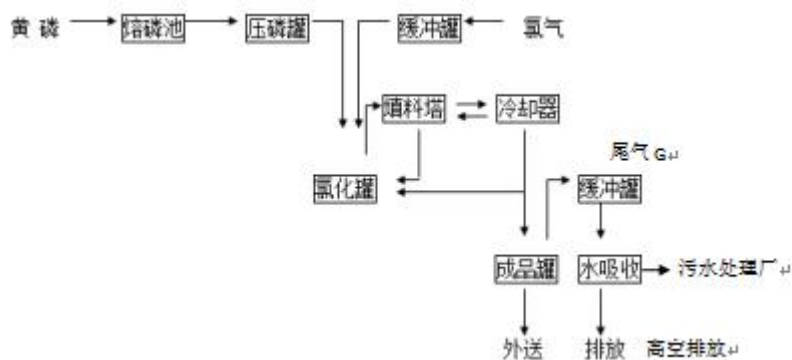 黄磷 熔磷池 压磷罐 缓冲罐 氯气
填料塔 冷却器
尾气 G
氯化罐 缓冲罐
成品罐 水吸收 污水处理厂
外送 排放 高空排放